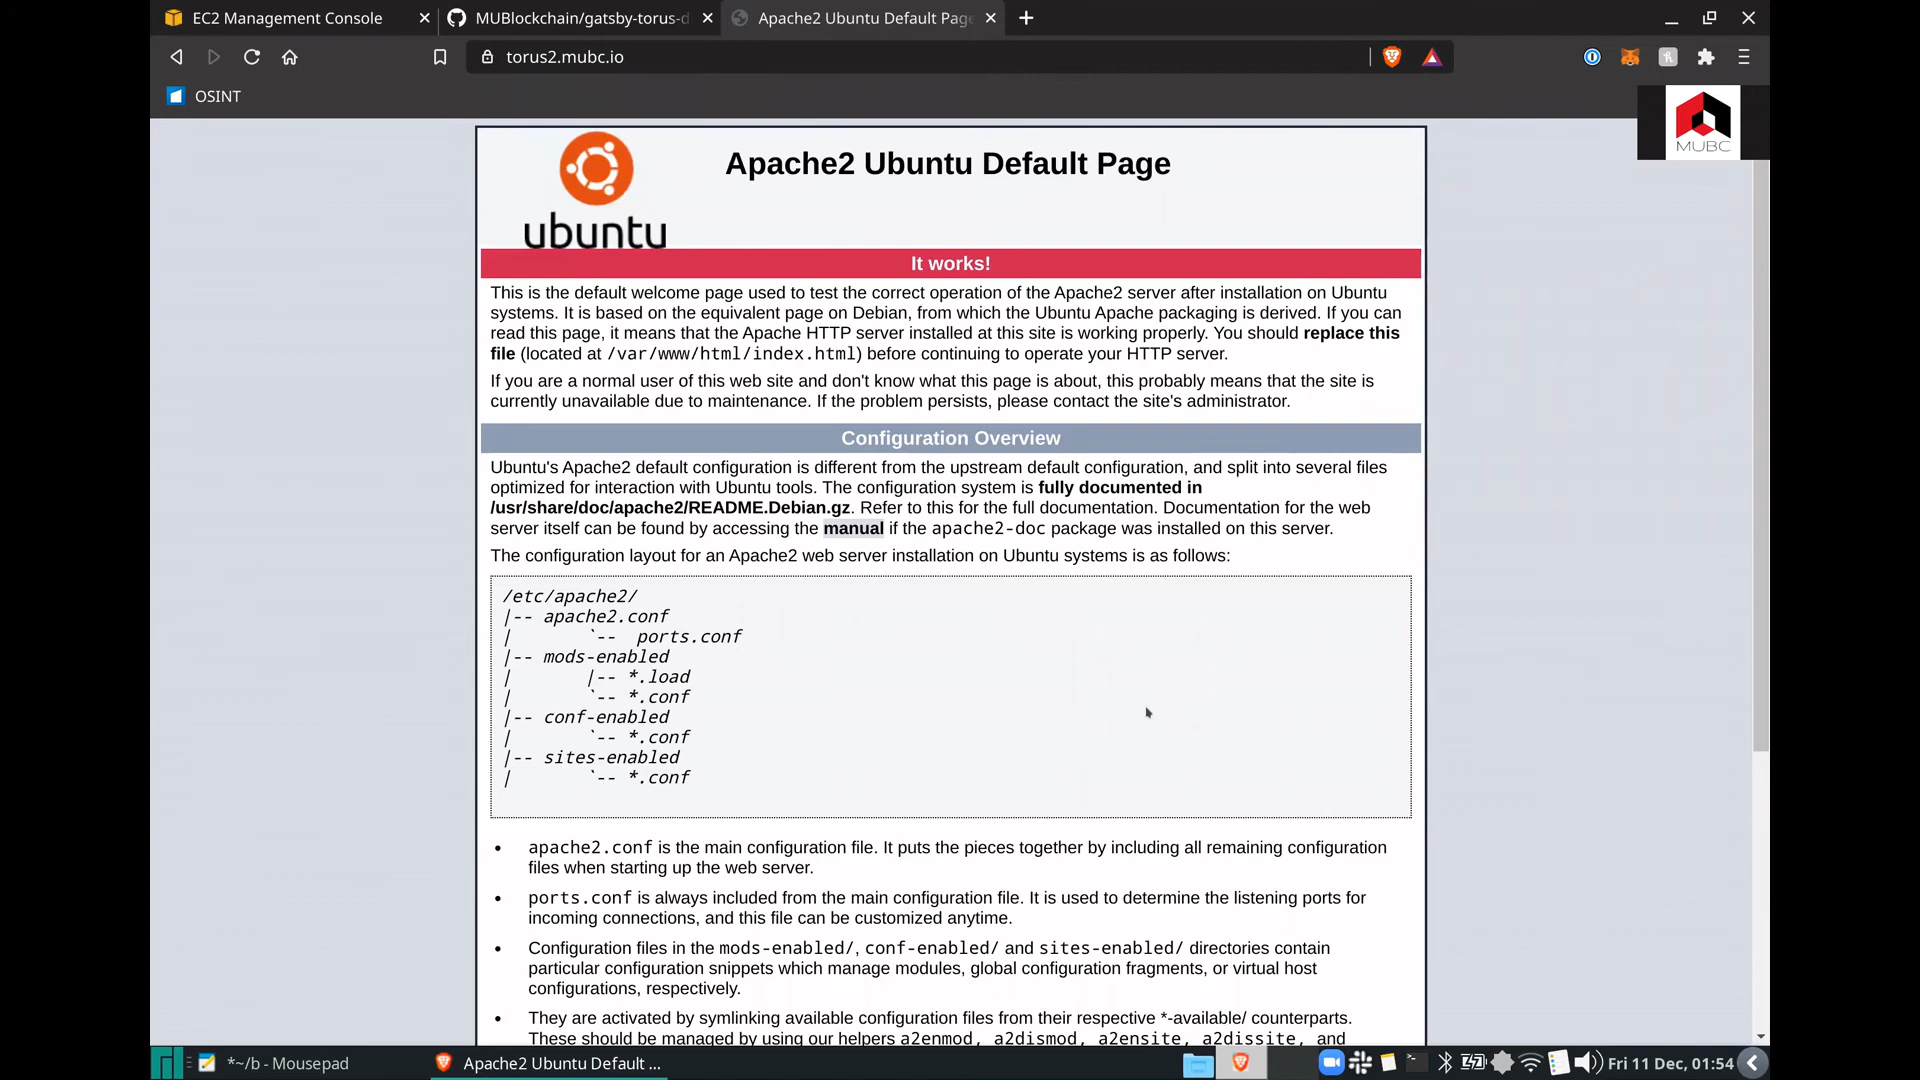 EC2 Management Console
MUBlockchain/gatsby-torus-d
Apache2 Ubuntu Default Page
torus2.mubc.io
OSINT
MUBC
ubuntu
Apache2 Ubuntu Default Page
It works!
This is the default welcome page used to test the correct operation of the Apache2 server after installation on Ubuntu
systems. It is based on the equivalent page on Debian, from which the Ubuntu Apache packaging is derived. If you can
read this page, it means that the Apache HTTP server installed at this site is working properly. You should replace this
file (located at /var/www/html/index.html) before continuing to operate your HTTP server.
If you are a normal user of this web site and don't know what this page is about, this probably means that the site is
currently unavailable due to maintenance. If the problem persists, please contact the site's administrator.
Configuration Overview
Ubuntu's Apache2 default configuration is different from the upstream default configuration, and split into several files
optimized for interaction with Ubuntu tools. The configuration system is fully documented in
/usr/share/doc/apache2/README.Debian.gz. Refer to this for the full documentation. Documentation for the web
server itself can be found by accessing the manual if the apache2-doc package was installed on this server.
The configuration layout for an Apache2 web server installation on Ubuntu systems is as follows:
/etc/apache2/
|-- apache2.conf
|       `--  ports.conf
|-- mods-enabled
|       |-- *.load
|       `-- *.conf
|-- conf-enabled
|       `-- *.conf
|-- sites-enabled
|       `-- *.conf
• apache2.conf is the main configuration file. It puts the pieces together by including all remaining configuration
files when starting up the web server.
• ports.conf is always included from the main configuration file. It is used to determine the listening ports for
incoming connections, and this file can be customized anytime.
• Configuration files in the mods-enabled/, conf-enabled/ and sites-enabled/ directories contain
particular configuration snippets which manage modules, global configuration fragments, or virtual host
configurations, respectively.
• They are activated by symlinking available configuration files from their respective *-available/ counterparts.
These should be managed by using our helpers a2enmod, a2dismod, a2ensite, a2dissite, and
*~/b - Mousepad
Apache2 Ubuntu Default ...
Fri 11 Dec, 01:54